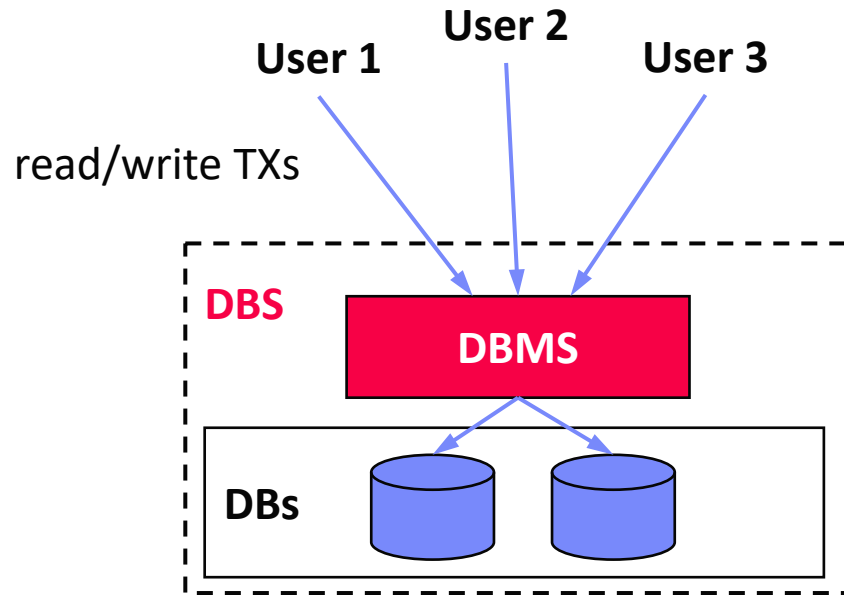 User 1
User 2
User 3
read/write TXs
DBS
DBMS
DBs